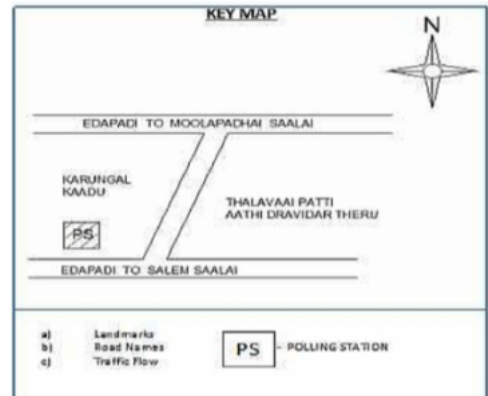 KEY MAP
N
EDAPADI TO MOOLAPADHAI SAALAI
KARUNGAL
KAADU
THALAVAAI PATTI
AATHI DRAVIDAR THERU
PS
EDAPADI TO SALEM SAALAI
a) Landmarks
b) Road Names
c) Traffic Flow
PS - POLLING STATION